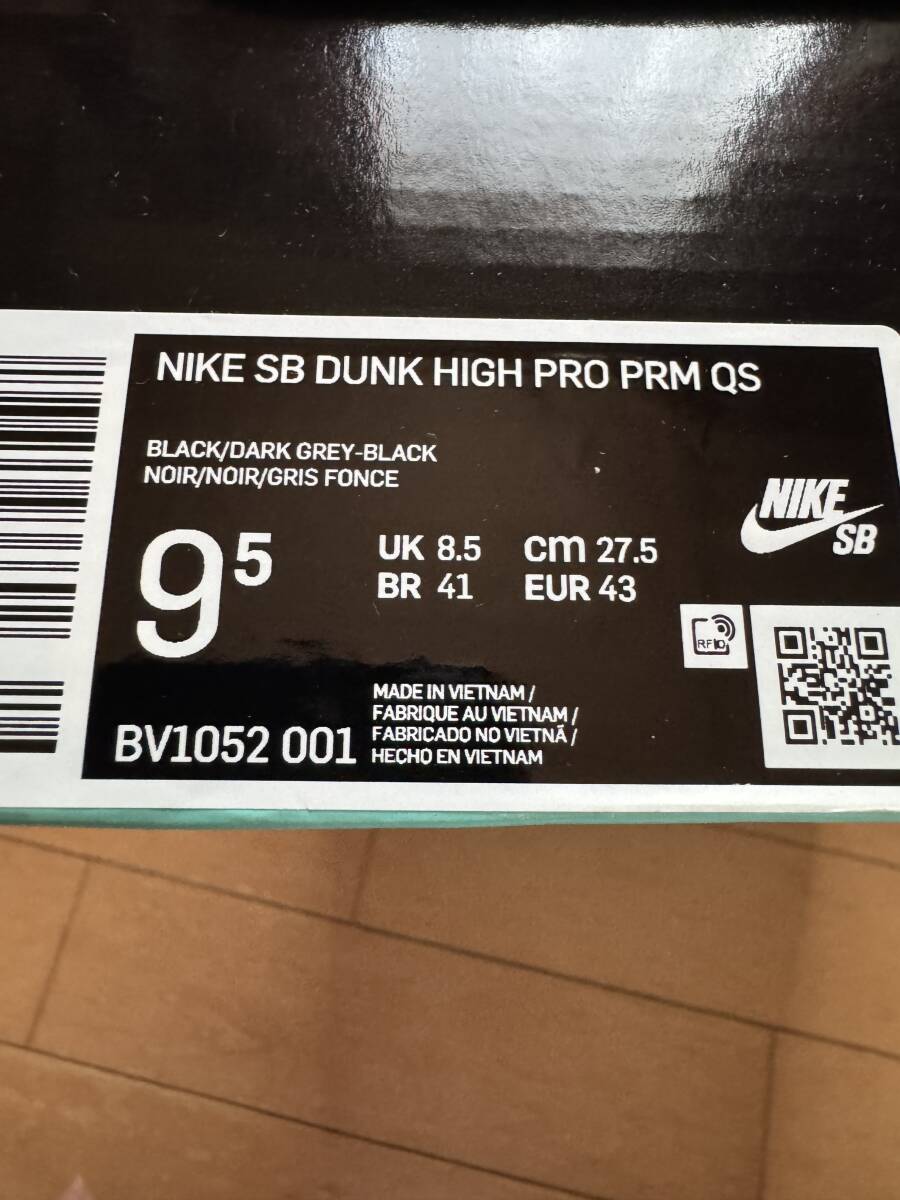 NIKE SB DUNK HIGH PRO PRM QS
BLACK/DARK GREY-BLACK
NOIR/NOIR/GRIS FONCE
9⁵
UK 8.5 cm 27.5
BR 41 EUR 43
NIKE
SB
RFID
MADE IN VIETNAM /
FABRIQUE AU VIETNAM /
FABRICADO NO VIETNÃ /
HECHO EN VIETNAM
BV1052 001